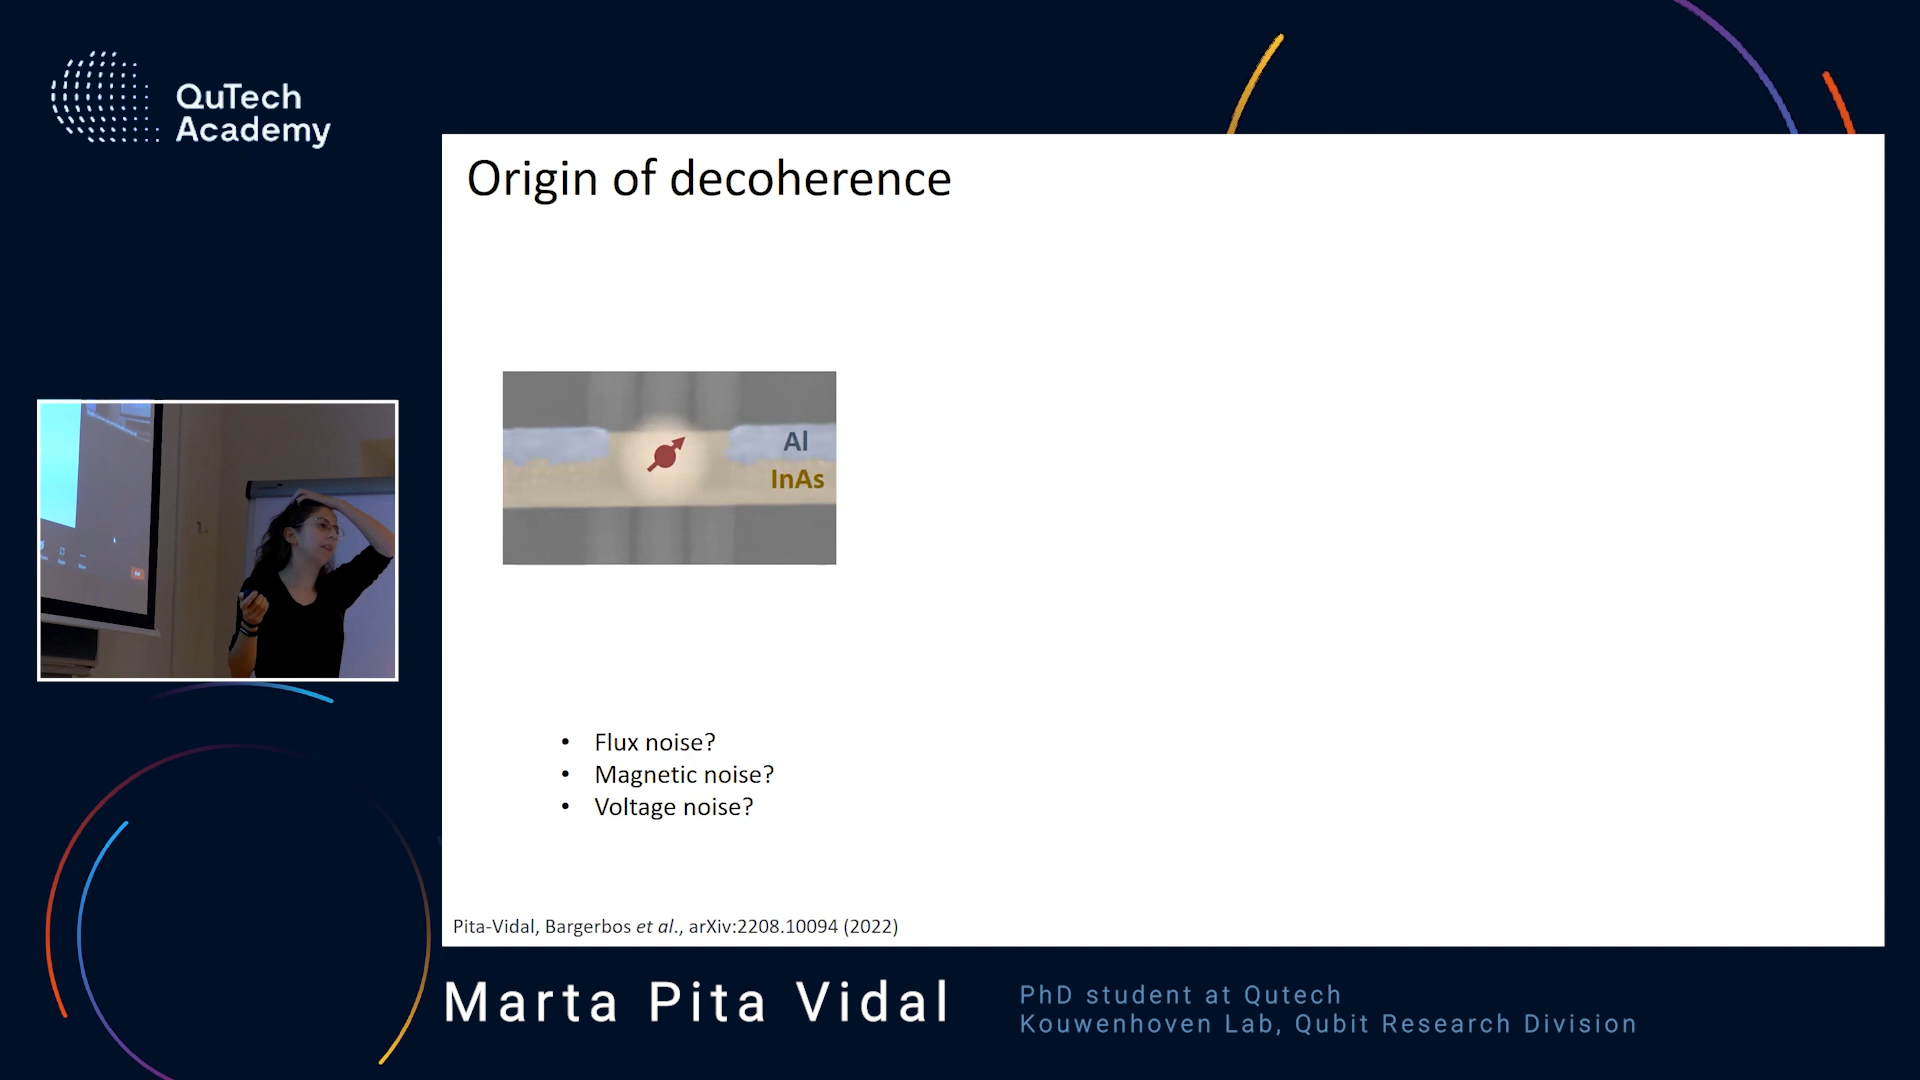 QuTech
Academy
Origin of decoherence
Al
InAs
• Flux noise?
• Magnetic noise?
• Voltage noise?
Pita-Vidal, Bargerbos et al., arXiv:2208.10094 (2022)
Marta Pita Vidal
PhD student at Qutech
Kouwenhoven Lab, Qubit Research Division